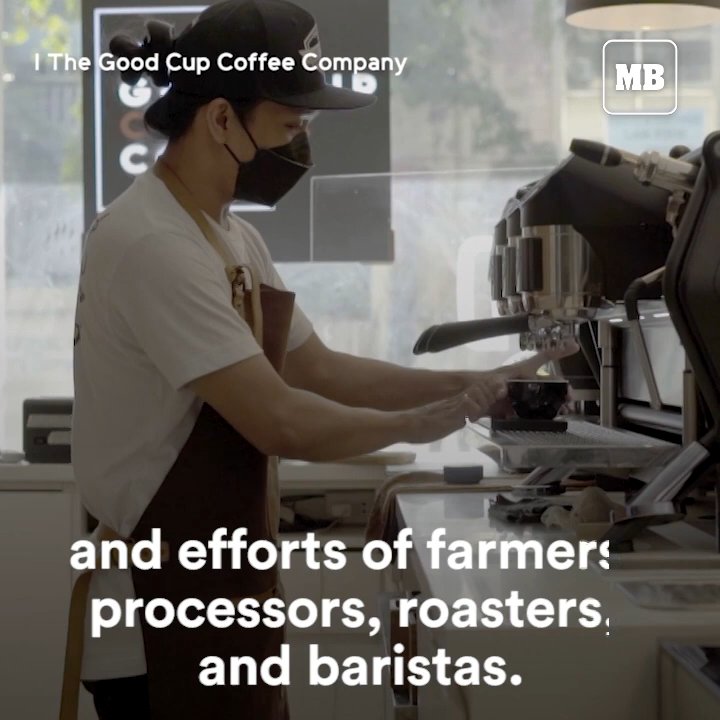 | The Good Cup Coffee Company
MB
and efforts of farmers
processors, roasters,
and baristas.